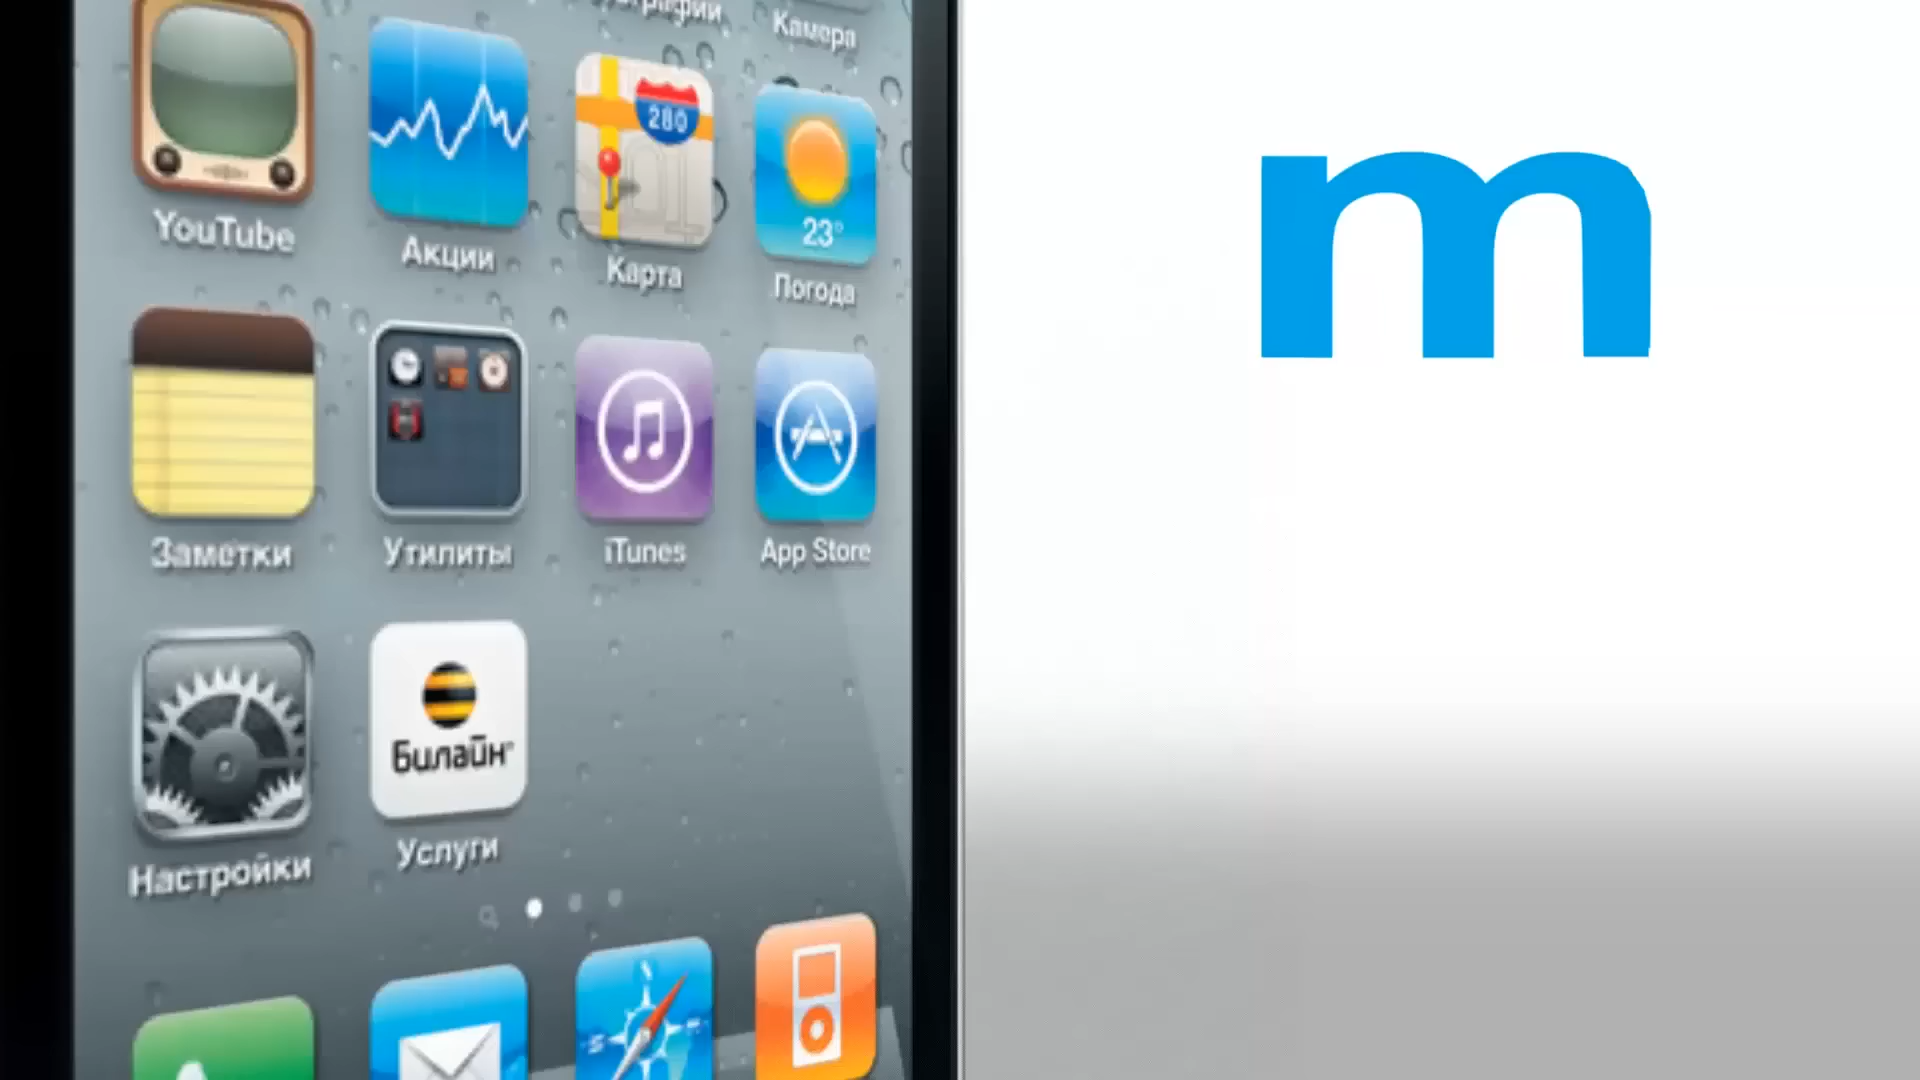 Камера
m
280
23°
YouTube
Акции
Карта
Погода
Заметки
Утилиты
iTunes
App Store
Билайн
Настройки
Услуги